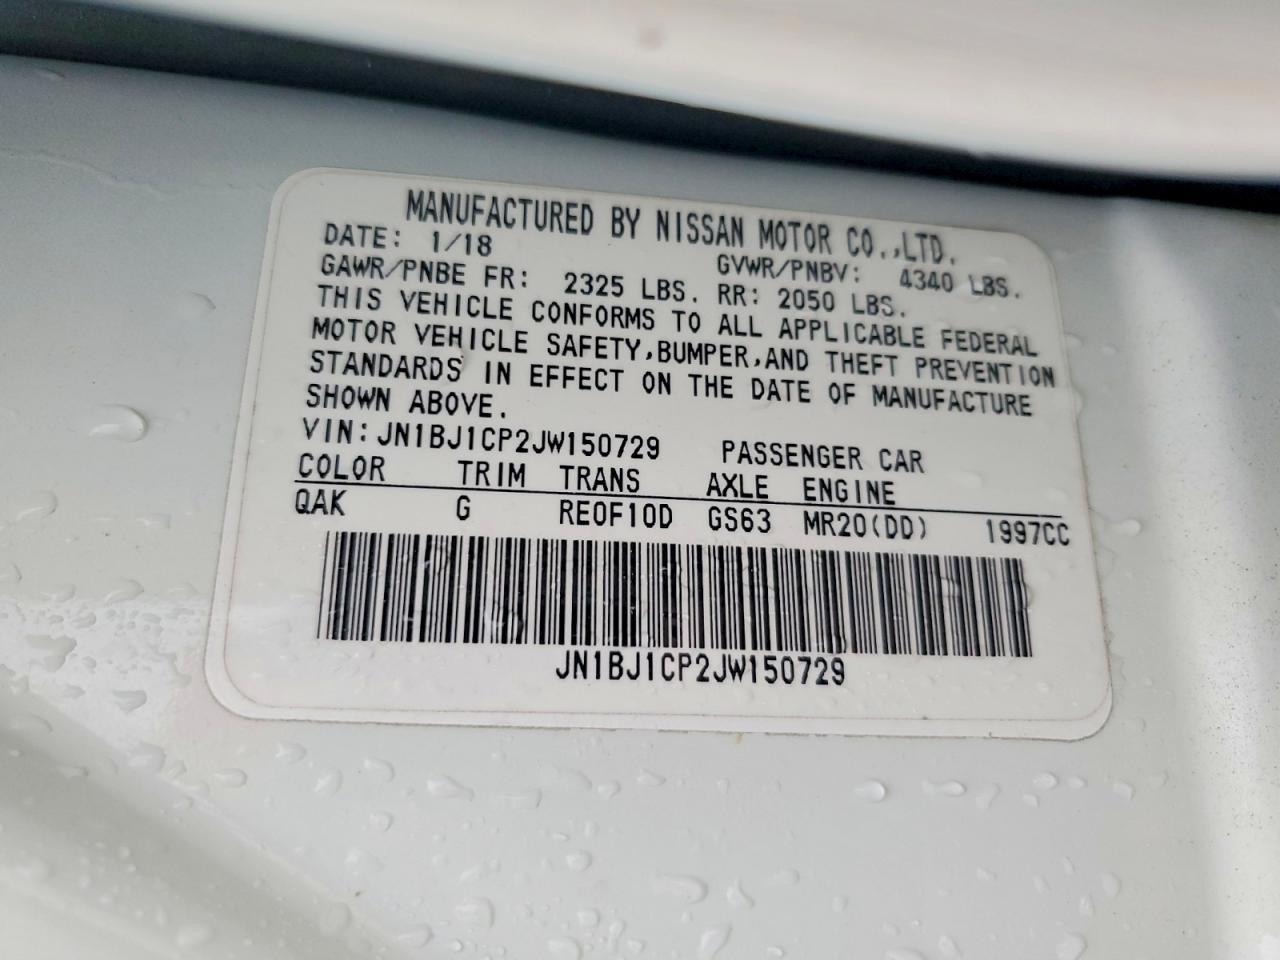 MANUFACTURED BY NISSAN MOTOR CO.,LTD.
DATE: 1/18 GVWR/PNBV: 4340 LBS.
GAWR/PNBE FR: 2325 LBS. RR: 2050 LBS.
THIS VEHICLE CONFORMS TO ALL APPLICABLE FEDERAL
MOTOR VEHICLE SAFETY,BUMPER,AND THEFT PREVENTION
STANDARDS IN EFFECT ON THE DATE OF MANUFACTURE
SHOWN ABOVE.
VIN:JN1BJ1CP2JW150729 PASSENGER CAR
COLOR TRIM TRANS AXLE ENGINE
QAK G RE0F10D GS63 MR20(DD) 1997CC
JN1BJ1CP2JW150729